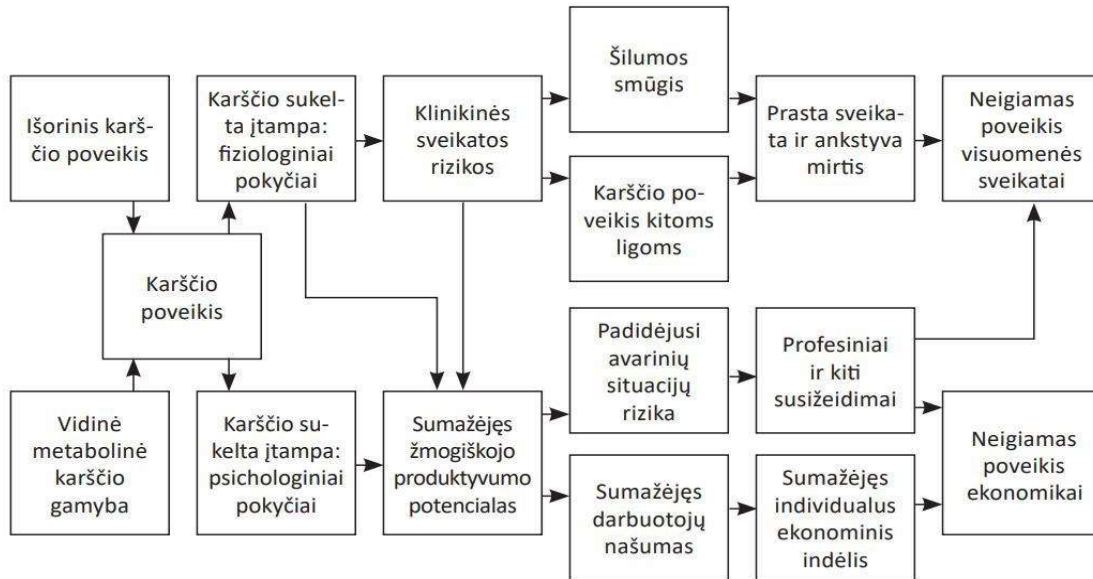 Išorinis karš-
čio poveikis
Karščio
poveikis
Vidinė
metabolinė
karščio
gamyba
Karščio sukel-
ta įtampa:
fiziologiniai
pokyčiai
Karščio su-
kelta įtampa:
psichologiniai
pokyčiai
Klinikinės
sveikatos
rizikos
Sumažėjęs
žmogiškojo
produktyvumo
potencialas
Šilumos
smūgis
Karščio po-
veikis kitoms
ligoms
Padidėjusi
avarinių
situacijų
rizika
Sumažėjęs
darbuotojų
našumas
Prasta sveika-
ta ir ankstyva
mirtis
Profesiniai
ir kiti
susižeidimai
Sumažėjęs
individualus
ekonominis
indėlis
Neigiamas
poveikis
visuomenės
sveikatai
Neigiamas
poveikis
ekonomikai